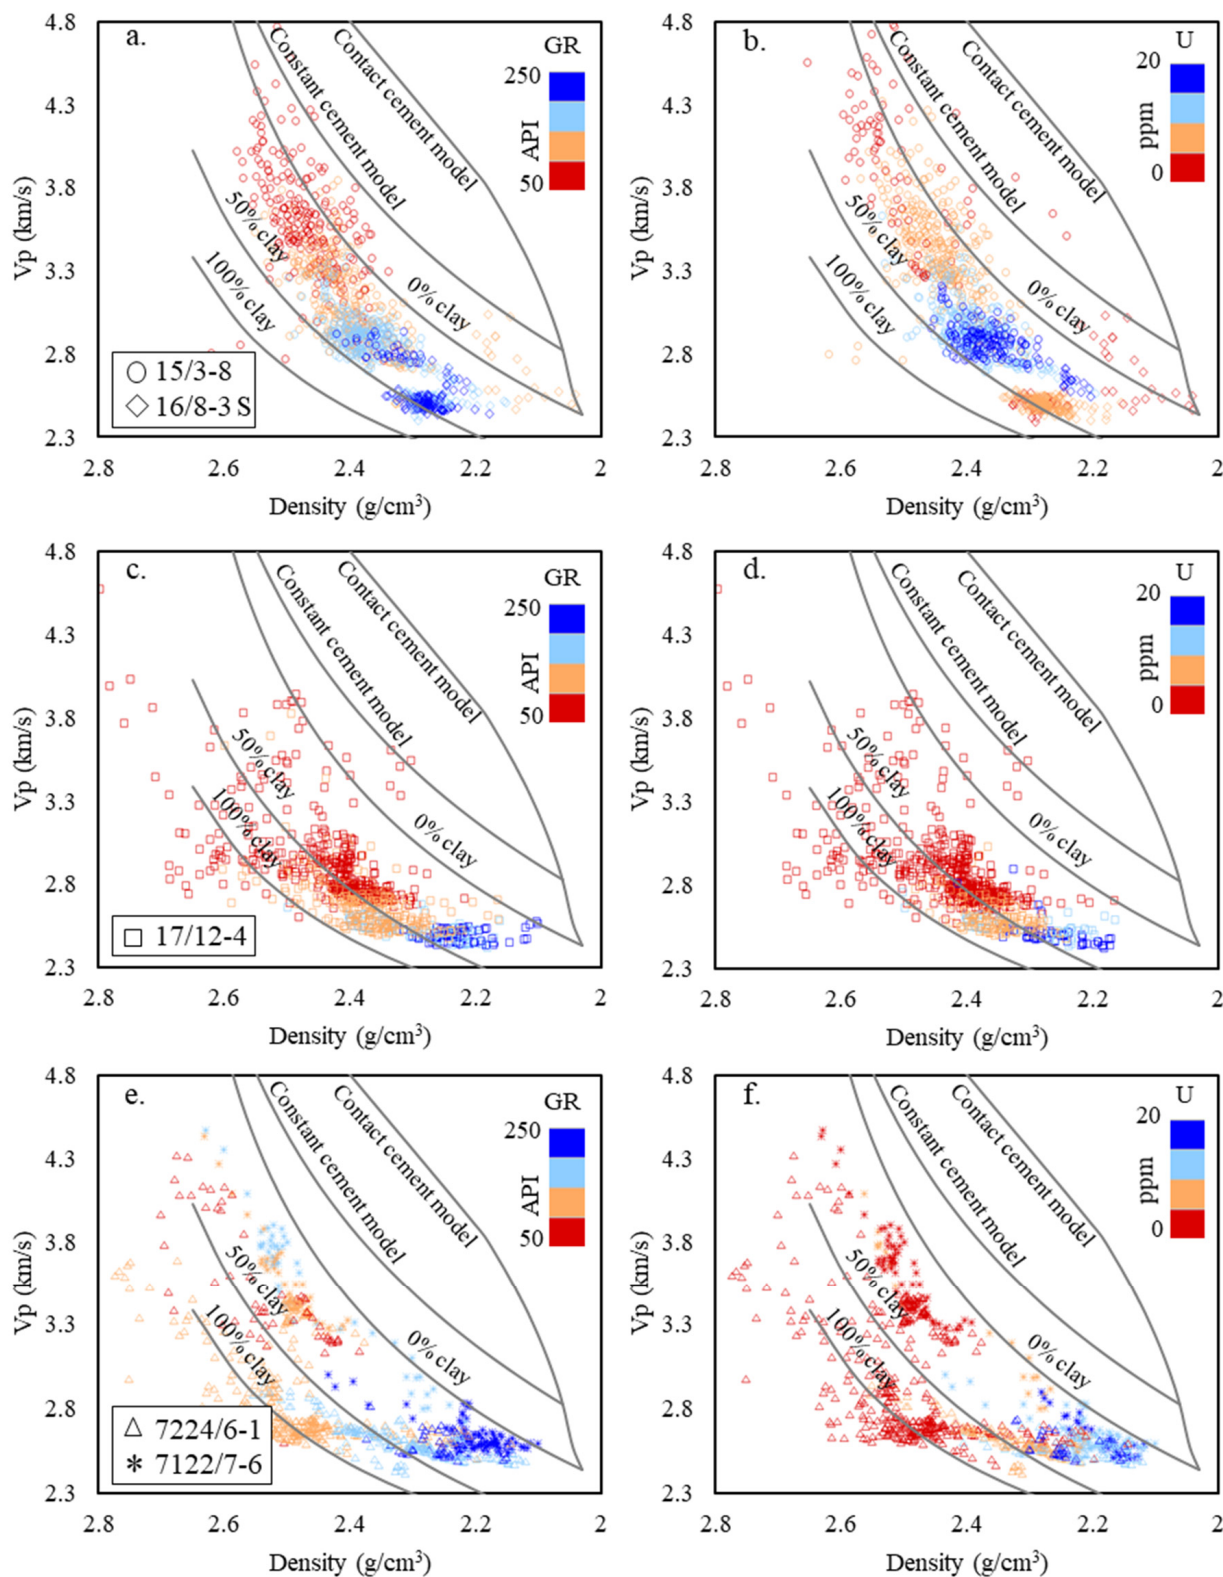 a.
GR
250
API
50
Contact cement model
Constant cement model
0% clay
50% clay
100% clay
15/3-8
16/8-3 S
4.8
4.3
3.8
3.3
2.8
2.3
Vp (km/s)
2.8 2.6 2.4 2.2 2
Density (g/cm³)
b.
U
20
ppm
0
Contact cement model
Constant cement model
0% clay
50% clay
100% clay
4.8
4.3
3.8
3.3
2.8
2.3
2.8 2.6 2.4 2.2 2
Density (g/cm³)
c.
GR
250
API
50
Contact cement model
Constant cement model
0% clay
50% clay
100% clay
17/12-4
4.8
4.3
3.8
3.3
2.8
2.3
Vp (km/s)
2.8 2.6 2.4 2.2 2
Density (g/cm³)
d.
U
20
ppm
0
Contact cement model
Constant cement model
0% clay
50% clay
100% clay
4.8
4.3
3.8
3.3
2.8
2.3
2.8 2.6 2.4 2.2 2
Density (g/cm³)
e.
GR
250
API
50
Contact cement model
Constant cement model
0% clay
50% clay
100% clay
7224/6-1
7122/7-6
4.8
4.3
3.8
3.3
2.8
2.3
Vp (km/s)
2.8 2.6 2.4 2.2 2
Density (g/cm³)
f.
U
20
ppm
0
Contact cement model
Constant cement model
0% clay
50% clay
100% clay
4.8
4.3
3.8
3.3
2.8
2.3
2.8 2.6 2.4 2.2 2
Density (g/cm³)